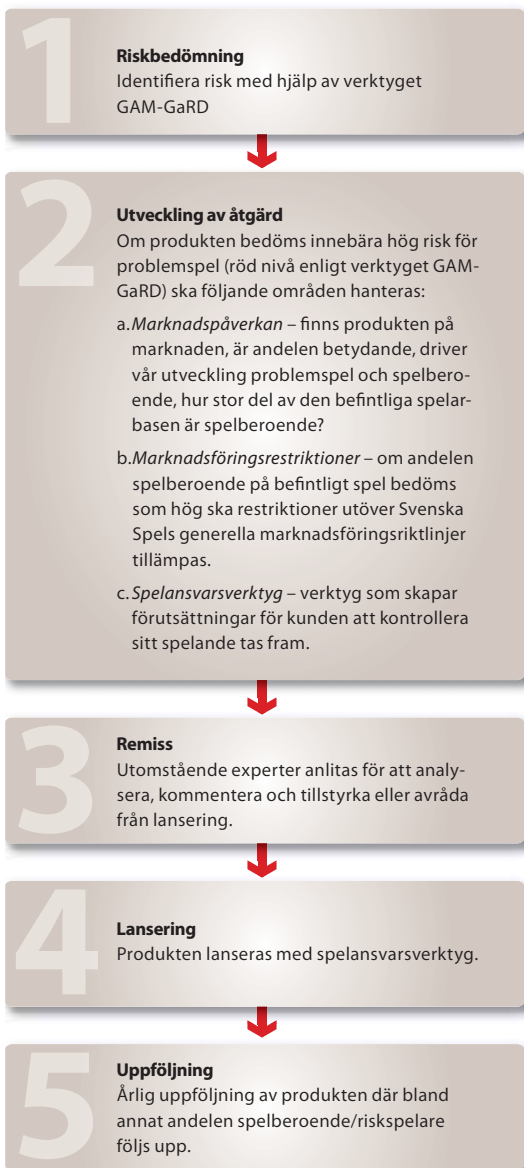 1
Riskbedömning
Identifiera risk med hjälp av verktyget
GAM-GaRD
2
Utveckling av åtgärd
Om produkten bedöms innebära hög risk för
problemspel (röd nivå enligt verktyget GAM-
GaRD) ska följande områden hanteras:
a. Marknadspåverkan – finns produkten på
marknaden, är andelen betydande, driver
vår utveckling problemspel och spelbero-
ende, hur stor del av den befintliga spelar-
basen är spelberoende?
b. Marknadsföringsrestriktioner – om andelen
spelberoende på befintligt spel bedöms
som hög ska restriktioner utöver Svenska
Spels generella marknadsföringsriktlinjer
tillämpas.
c. Spelansvarsverktyg – verktyg som skapar
förutsättningar för kunden att kontrollera
sitt spelande tas fram.
3
Remiss
Utomstående experter anlitas för att analy-
sera, kommentera och tillstyrka eller avråda
från lansering.
4
Lansering
Produkten lanseras med spelansvarsverktyg.
5
Uppföljning
Årlig uppföljning av produkten där bland
annat andelen spelberoende/riskspelare
följs upp.